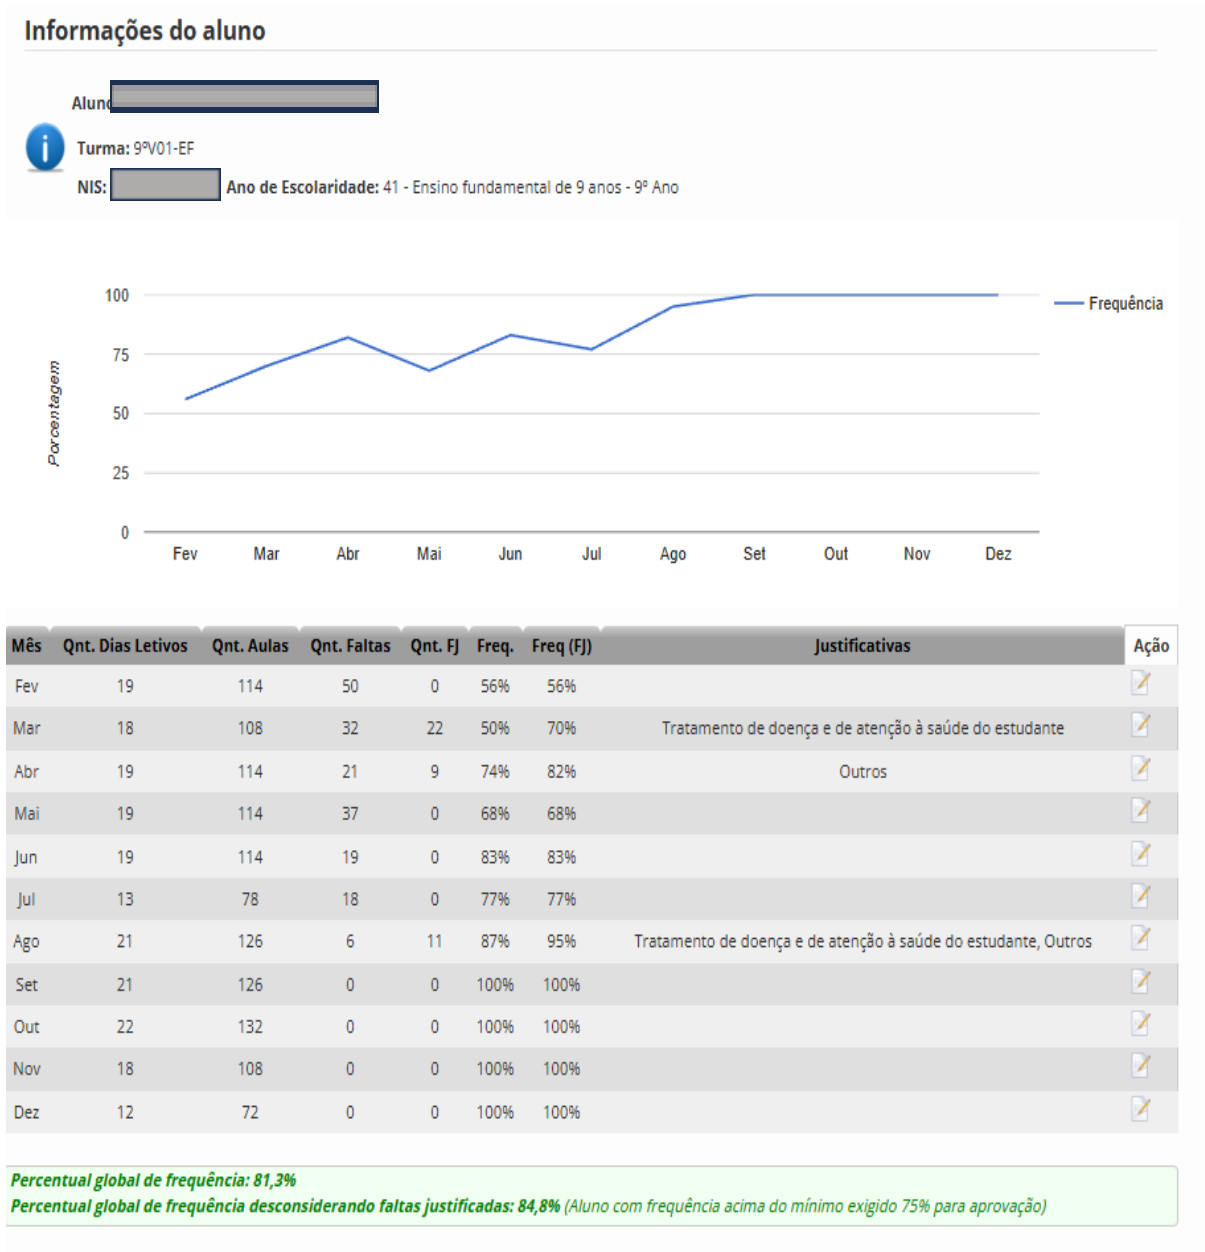 Informações do aluno
Aluno
Turma: 9ºV01-EF
NIS: Ano de Escolaridade: 41 - Ensino fundamental de 9 anos - 9º Ano
100
75
50
25
0
Porcentagem
Frequência
Fev Mar Abr Mai Jun Jul Ago Set Out Nov Dez
Mês Qnt. Dias Letivos Qnt. Aulas Qnt. Faltas Qnt. FJ Freq. Freq (FJ) Justificativas Ação
Fev 19 114 50 0 56% 56%
Mar 18 108 32 22 50% 70% Tratamento de doença e de atenção à saúde do estudante
Abr 19 114 21 9 74% 82% Outros
Mai 19 114 37 0 68% 68%
Jun 19 114 19 0 83% 83%
Jul 13 78 18 0 77% 77%
Ago 21 126 6 11 87% 95% Tratamento de doença e de atenção à saúde do estudante, Outros
Set 21 126 0 0 100% 100%
Out 22 132 0 0 100% 100%
Nov 18 108 0 0 100% 100%
Dez 12 72 0 0 100% 100%
Percentual global de frequência: 81,3%
Percentual global de frequência desconsiderando faltas justificadas: 84,8% (Aluno com frequência acima do mínimo exigido 75% para aprovação)